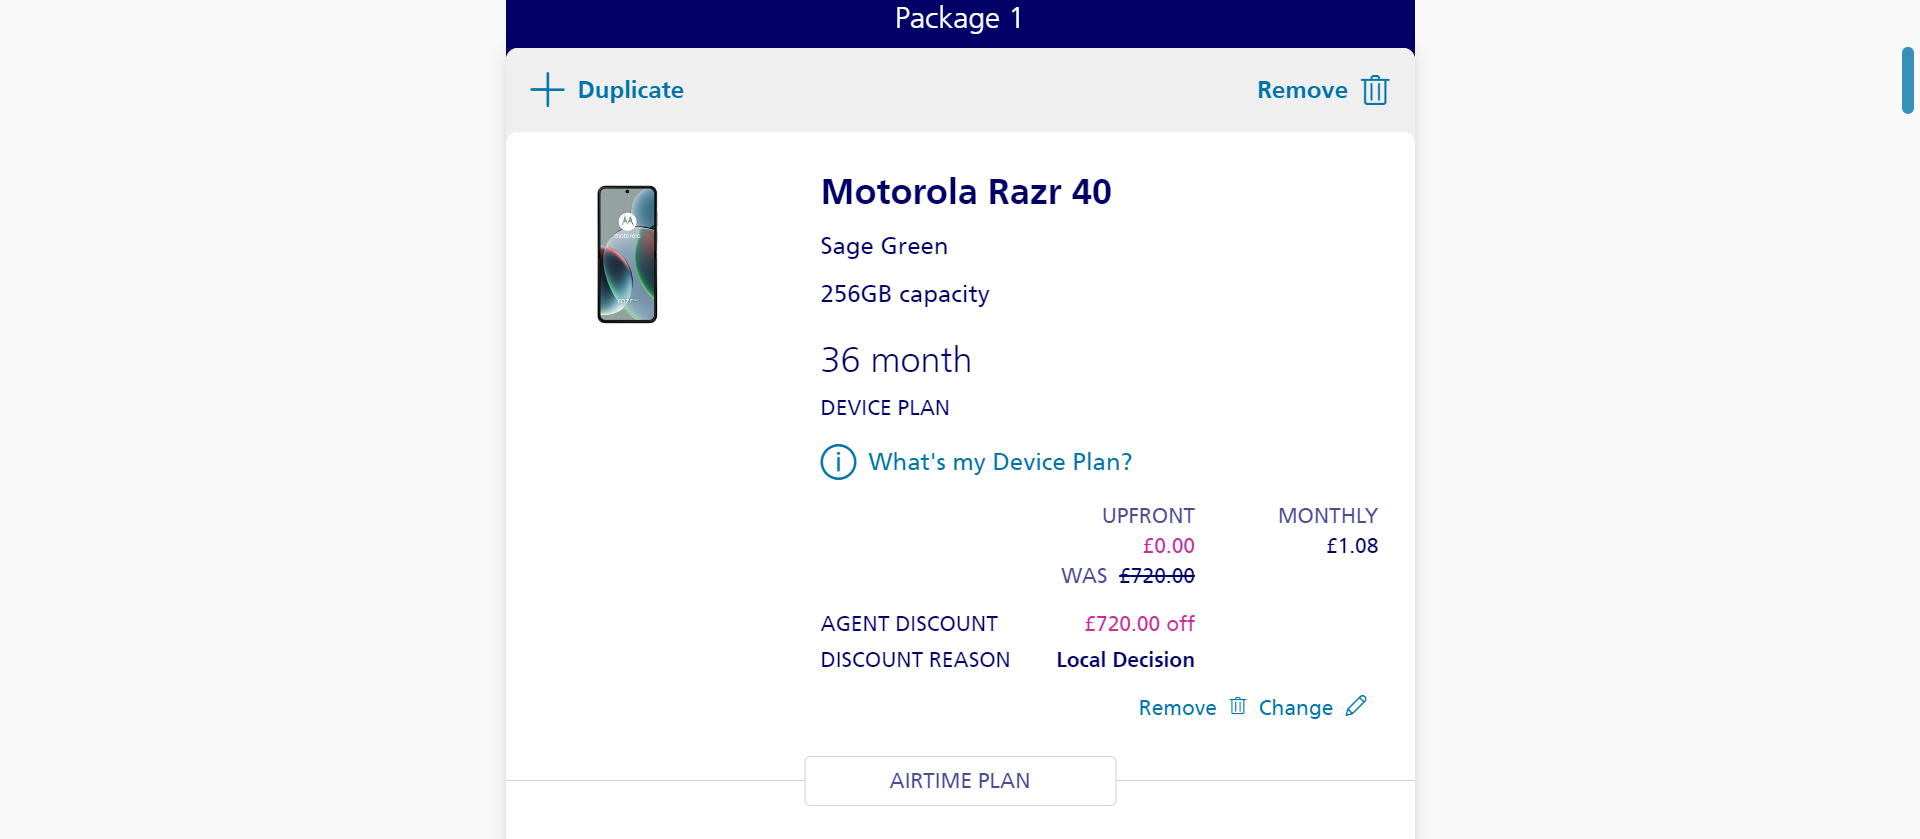 Package 1
Duplicate
Remove
Motorola Razr 40
Sage Green
256GB capacity
36 month
DEVICE PLAN
What's my Device Plan?
UPFRONT MONTHLY
£0.00 £1.08
WAS £720.00
AGENT DISCOUNT £720.00 off
DISCOUNT REASON Local Decision
Remove Change
AIRTIME PLAN
motorola
razr